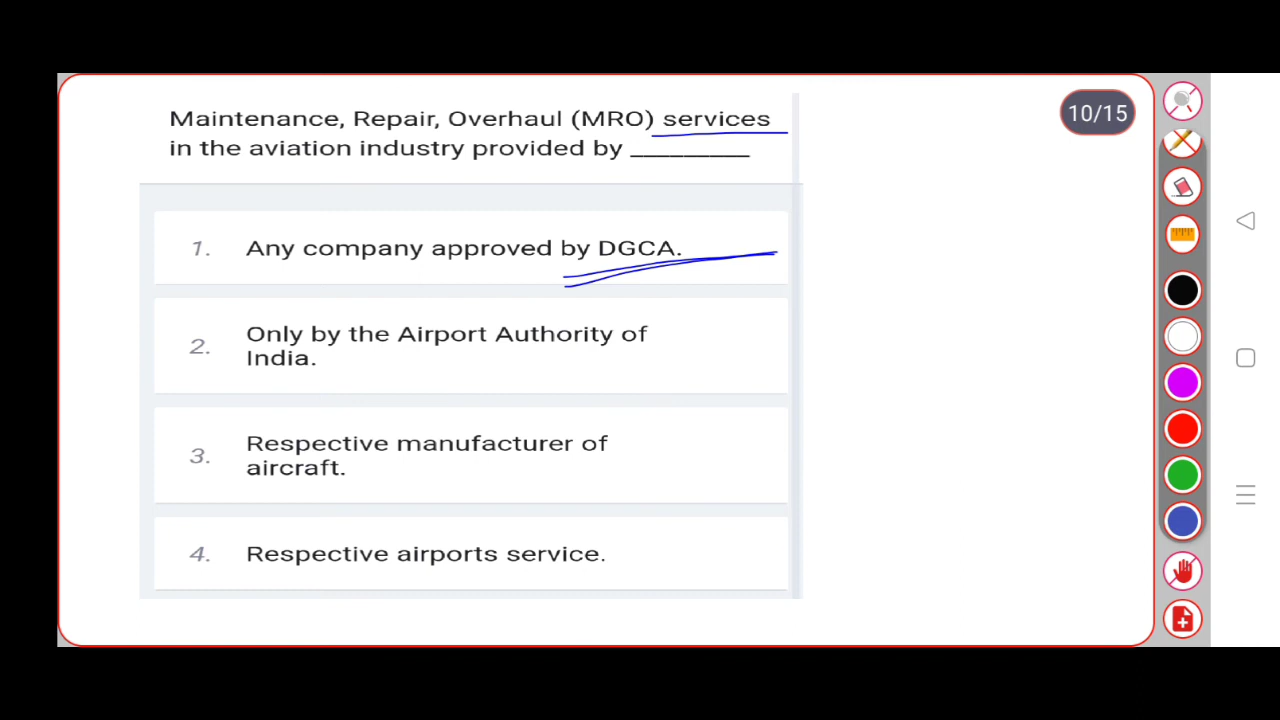 Maintenance, Repair, Overhaul (MRO) services
10/15
in the aviation industry provided by __________
1. Any company approved by DGCA.
2. Only by the Airport Authority of
India.
3. Respective manufacturer of
aircraft.
4. Respective airports service.